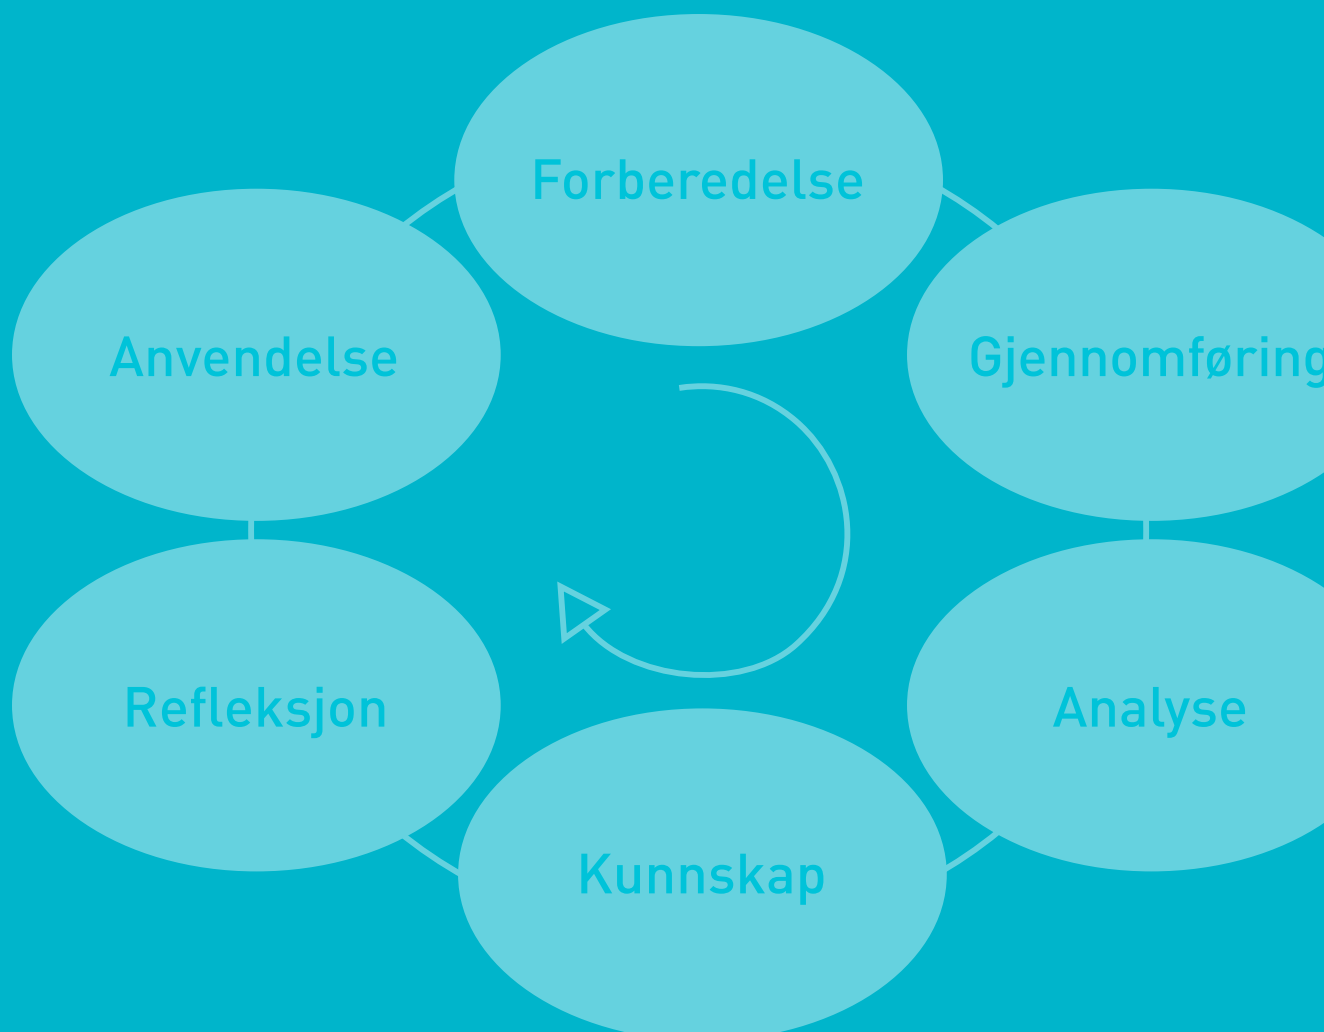 Forberedelse
Anvendelse
Gjennomføring
Refleksjon
Analyse
Kunnskap